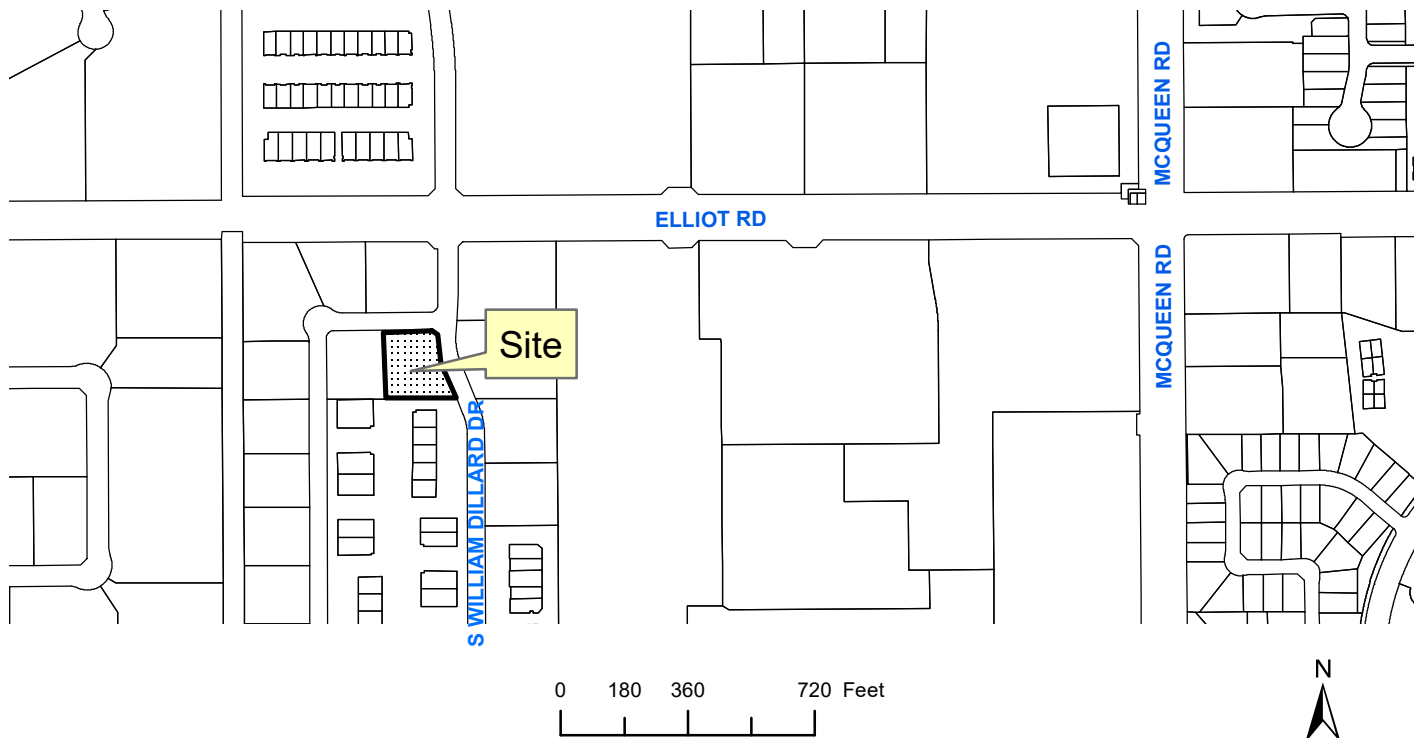 MCQUEEN RD
ELLIOT RD
MCQUEEN RD
Site
S WILLIAM DILLARD DR
0 180 360 720 Feet
N